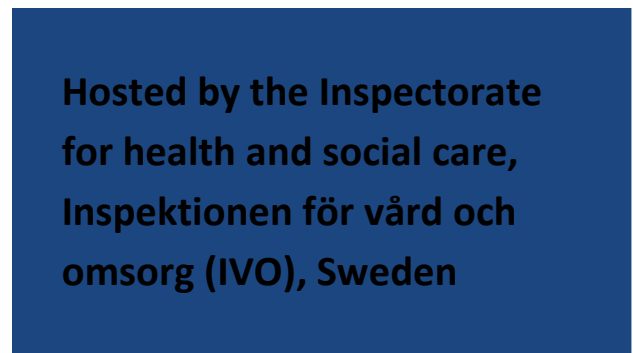 Hosted by the Inspectorate
for health and social care,
Inspektionen för vård och
omsorg (IVO), Sweden